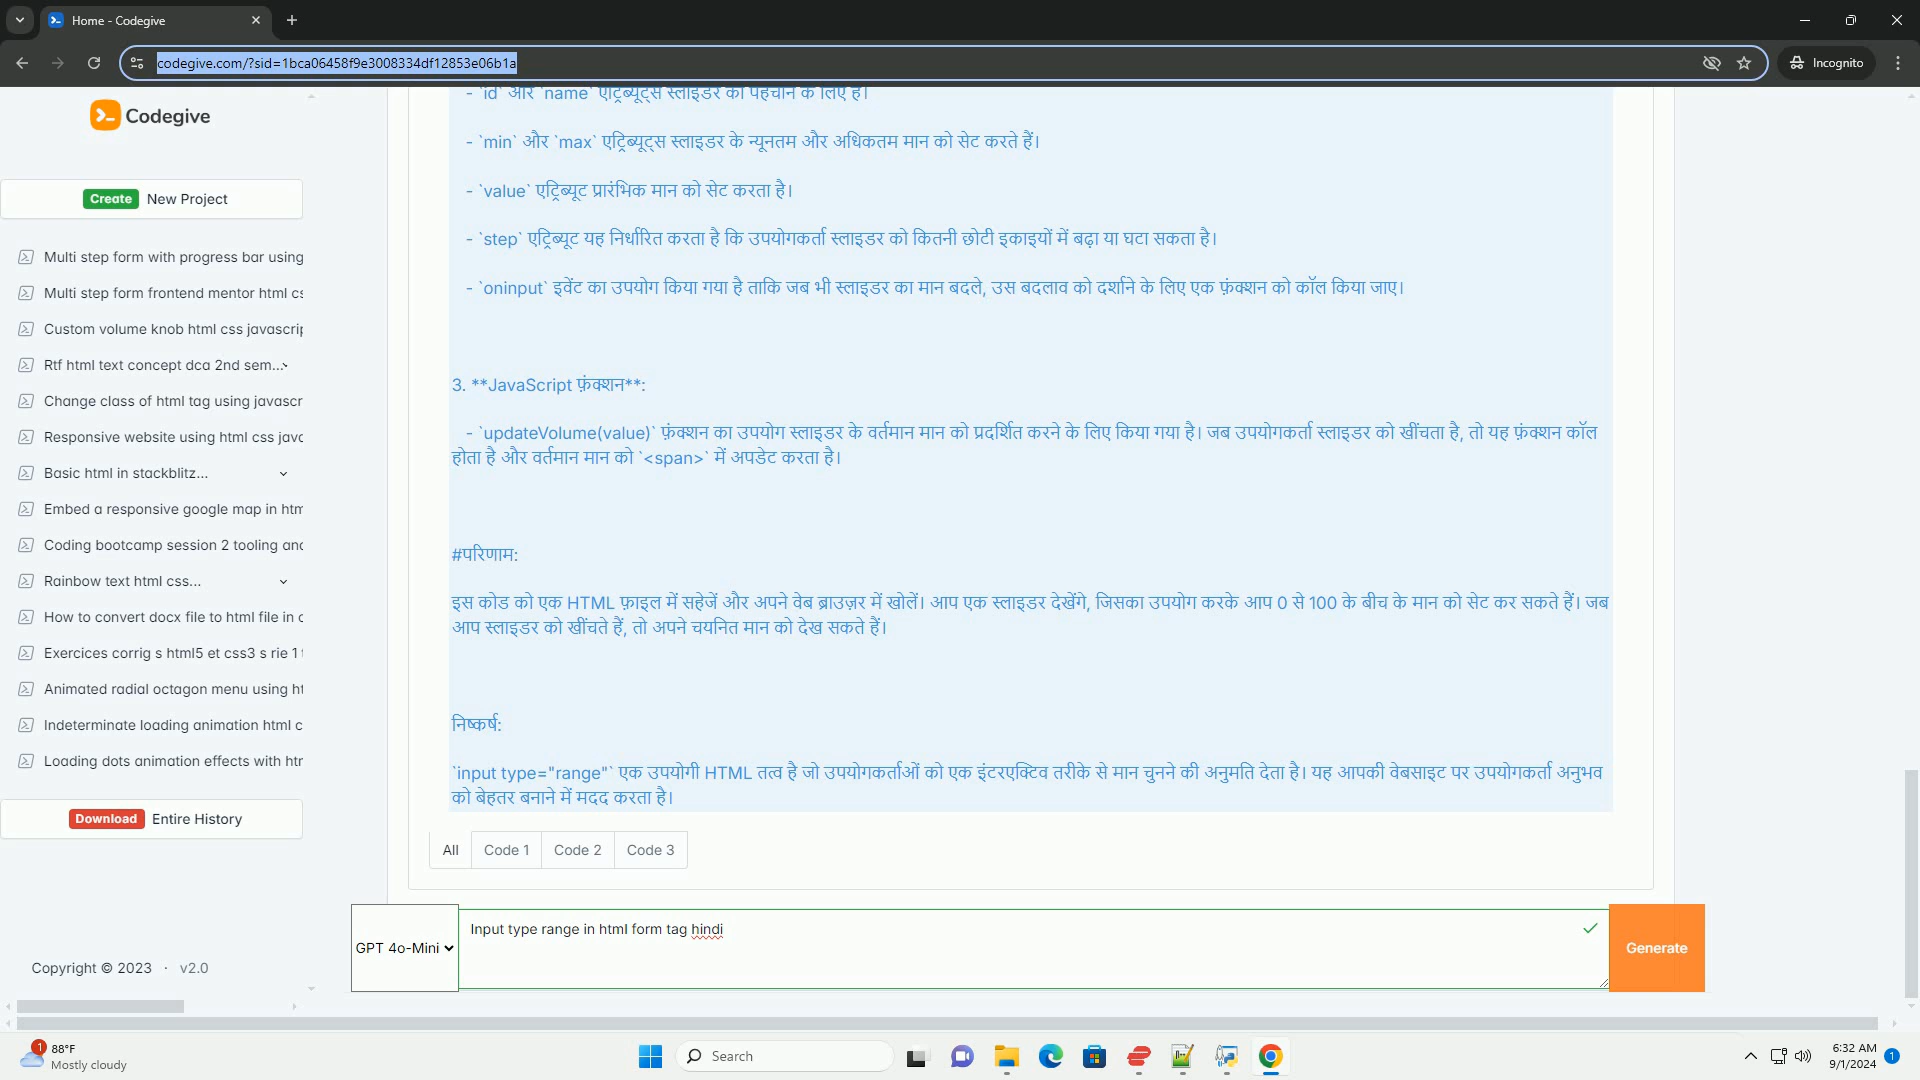 Home - Codegive
codegive.com/?sid=1bca06458f9e3008334df12853e06b1a
Incognito
Codegive
Create New Project
Multi step form with progress bar using
Multi step form frontend mentor html cs
Custom volume knob html css javascrip
Rtf html text concept dca 2nd sem...
Change class of html tag using javascr
Responsive website using html css java
Basic html in stackblitz...
Embed a responsive google map in htm
Coding bootcamp session 2 tooling and
Rainbow text html css...
How to convert docx file to html file in c
Exercices corrig s html5 et css3 s rie 1
Animated radial octagon menu using ht
Indeterminate loading animation html c
Loading dots animation effects with htm
Download Entire History
Copyright © 2023 · v2.0
- `id` और `name` एट्रिब्यूट्स स्लाइडर की पहचान के लिए हैं।
- `min` और `max` एट्रिब्यूट्स स्लाइडर के न्यूनतम और अधिकतम मान को सेट करते हैं।
- `value` एट्रिब्यूट प्रारंभिक मान को सेट करता है।
- `step` एट्रिब्यूट यह निर्धारित करता है कि उपयोगकर्ता स्लाइडर को कितनी छोटी इकाइयों में बढ़ा या घटा सकता है।
- `oninput` इवेंट का उपयोग किया गया है ताकि जब भी स्लाइडर का मान बदले, उस बदलाव को दर्शाने के लिए एक फ़ंक्शन को कॉल किया जाए।
3. **JavaScript फ़ंक्शन**:
- `updateVolume(value)` फ़ंक्शन का उपयोग स्लाइडर के वर्तमान मान को प्रदर्शित करने के लिए किया गया है। जब उपयोगकर्ता स्लाइडर को खींचता है, तो यह फ़ंक्शन कॉल
होता है और वर्तमान मान को `<span>` में अपडेट करता है।
#परिणाम:
इस कोड को एक HTML फ़ाइल में सहेजें और अपने वेब ब्राउज़र में खोलें। आप एक स्लाइडर देखेंगे, जिसका उपयोग करके आप 0 से 100 के बीच के मान को सेट कर सकते हैं। जब
आप स्लाइडर को खींचते हैं, तो अपने चयनित मान को देख सकते हैं।
निष्कर्ष:
`input type="range"` एक उपयोगी HTML तत्व है जो उपयोगकर्ताओं को एक इंटरएक्टिव तरीके से मान चुनने की अनुमति देता है। यह आपकी वेबसाइट पर उपयोगकर्ता अनुभव
को बेहतर बनाने में मदद करता है।
All Code 1 Code 2 Code 3
GPT 4o-Mini
Input type range in html form tag hindi
Generate
1
88°F
Mostly cloudy
Search
6:32 AM
9/1/2024
1